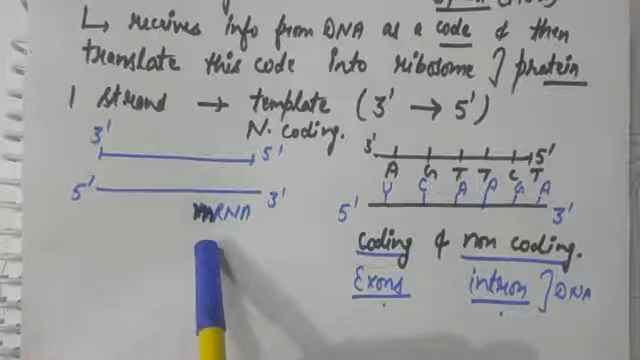 ↳ receives info from DNA as a code & then
translate this code into ribosome } protein
1 strand → template (3' → 5')
N. coding.
3' 5'
5' 3'
mRNA
3' 5'
A G T T C T
U C A A G A
5' 3'
coding & non coding.
Exons intron } DNA